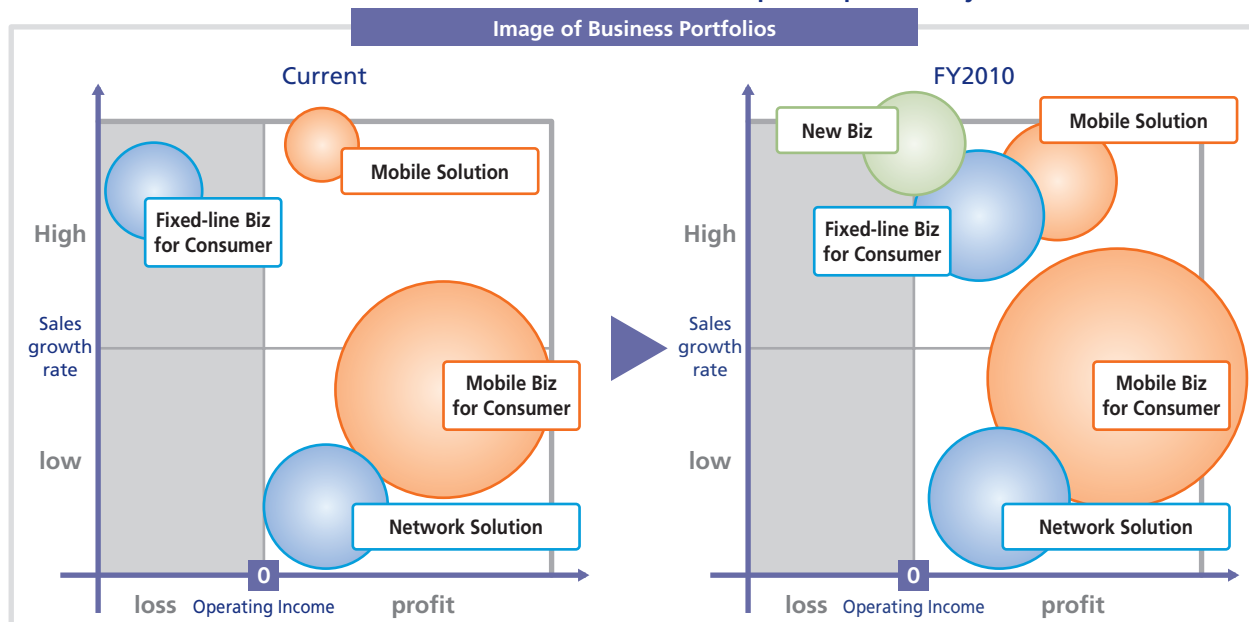 Image of Business Portfolios
Current
Mobile Solution
Fixed-line Biz
for Consumer
High
Sales
growth
rate
Mobile Biz
for Consumer
low
Network Solution
0
loss
Operating Income
profit
FY2010
New Biz
Mobile Solution
Fixed-line Biz
for Consumer
High
Sales
growth
rate
Mobile Biz
for Consumer
low
Network Solution
0
loss
Operating Income
profit